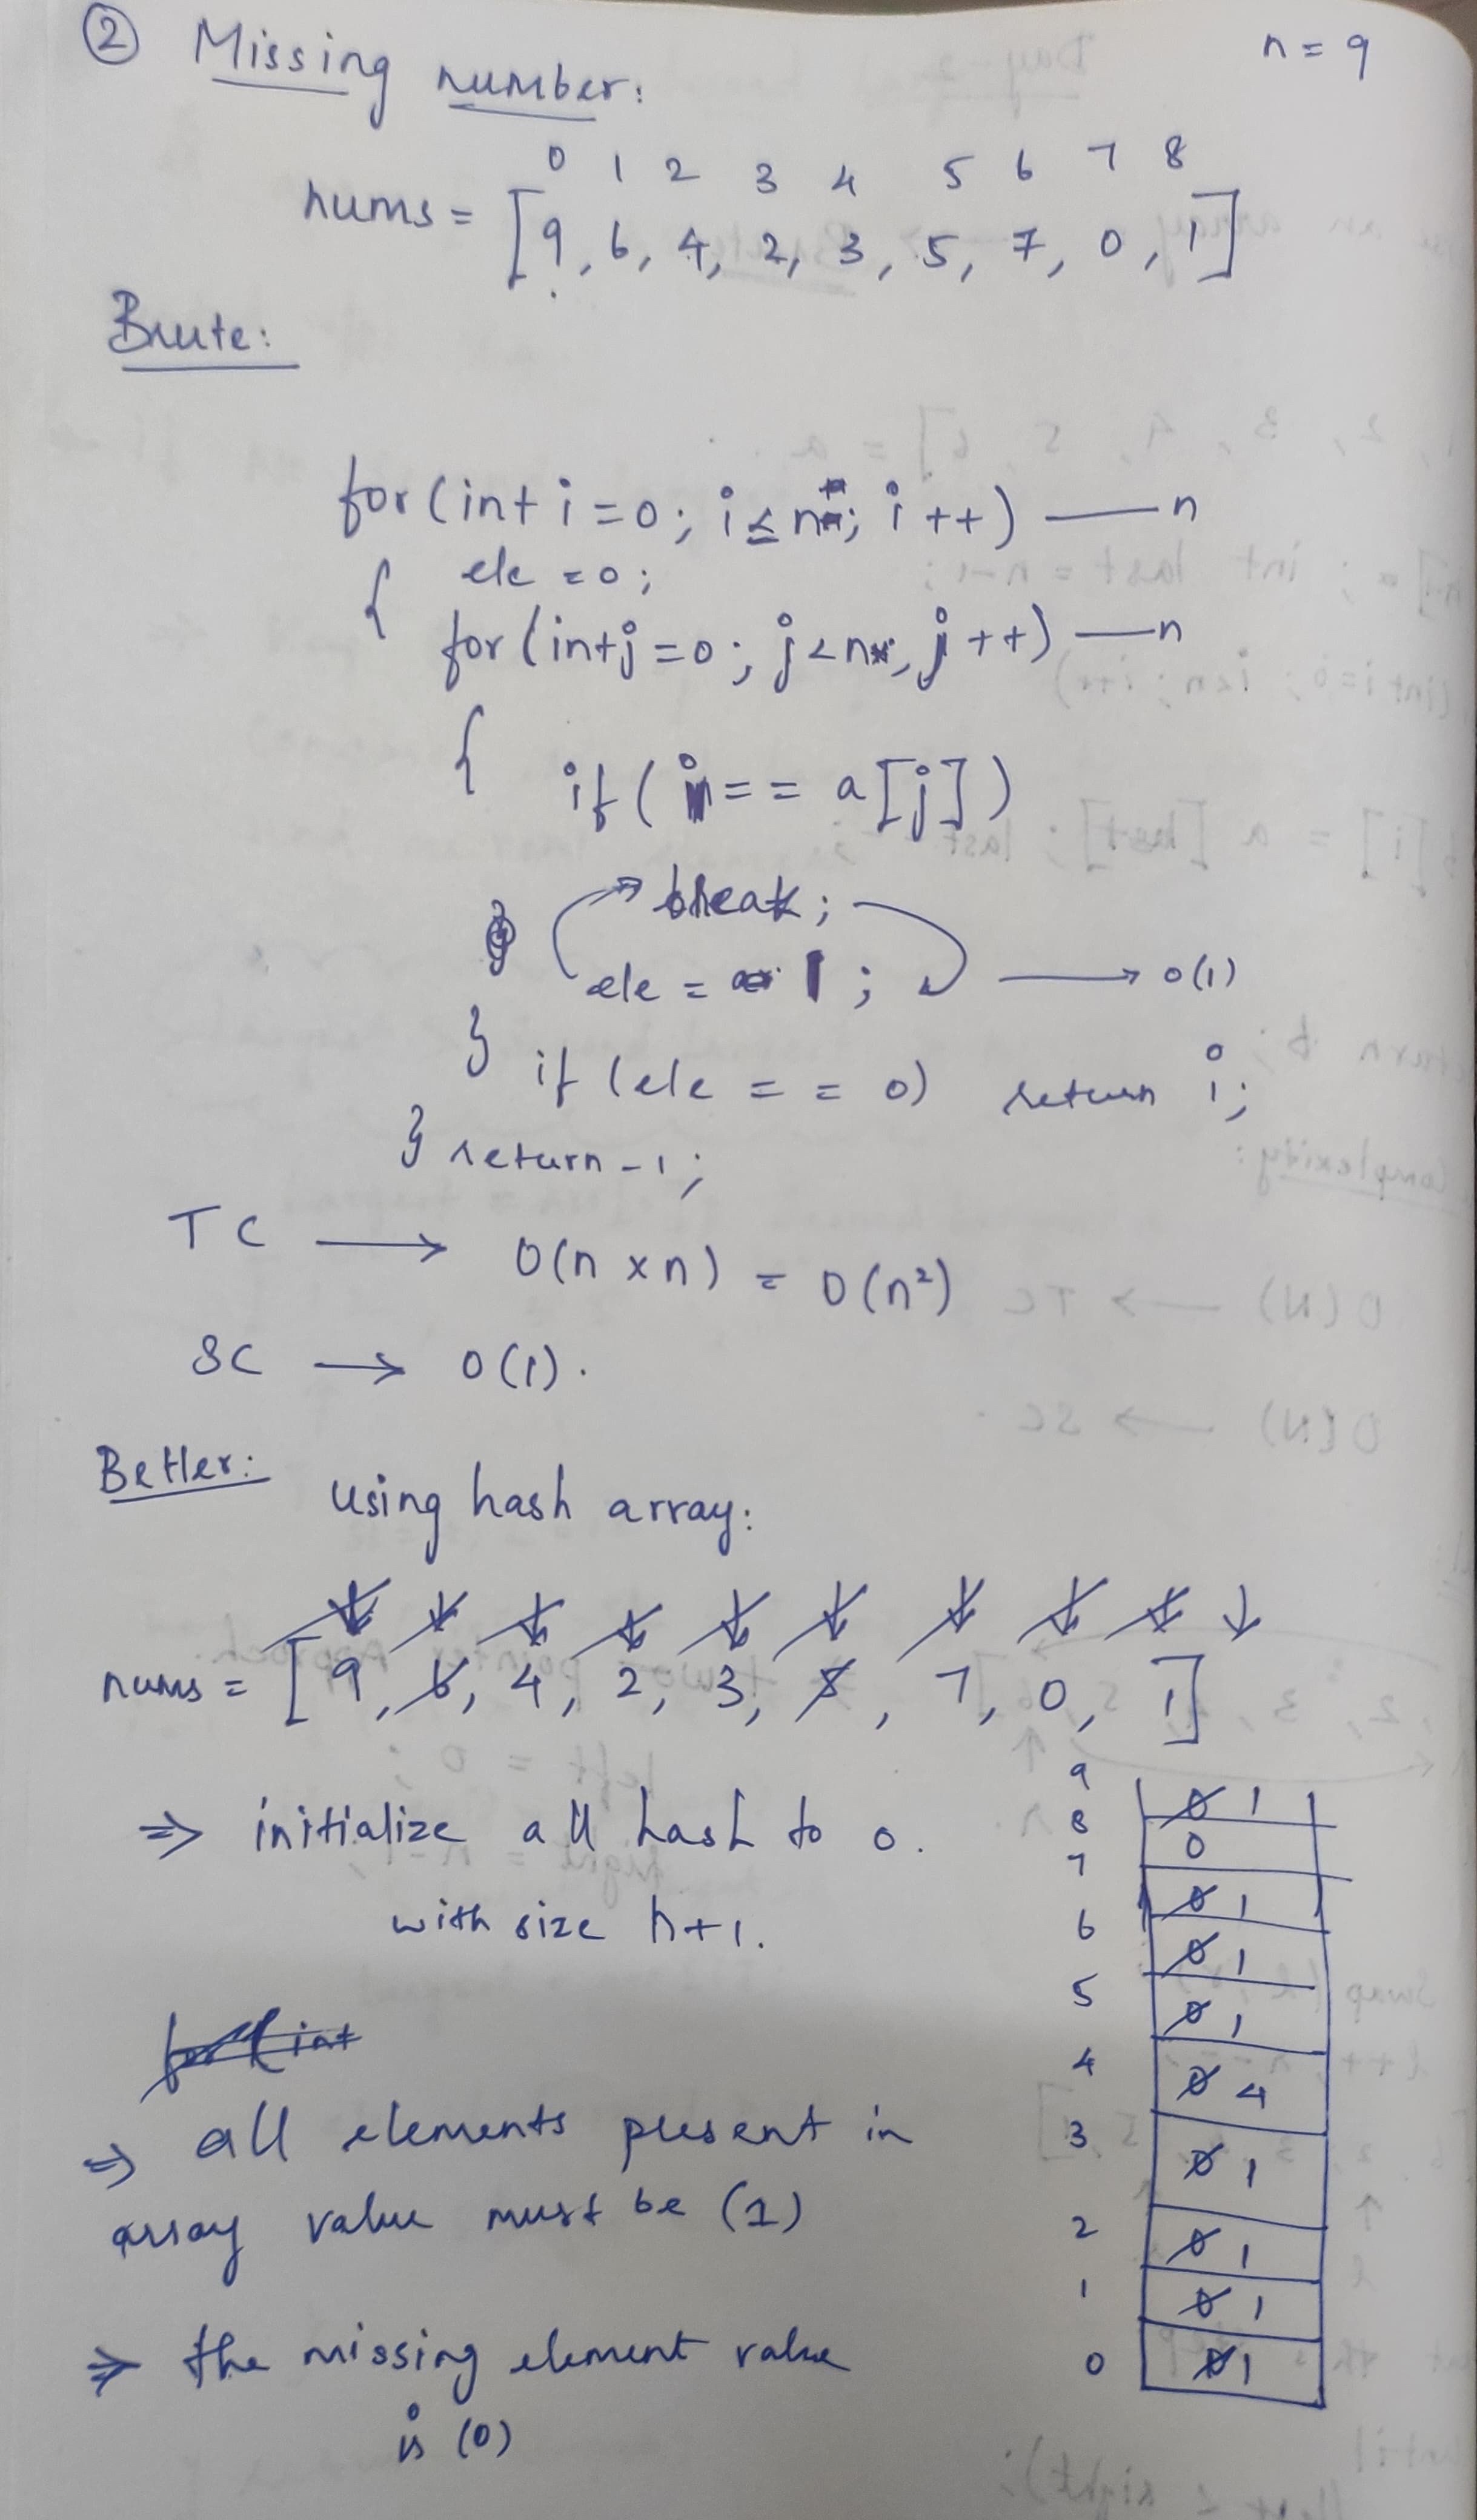 ② Missing number: n = 9
0 1 2 3 4 5 6 7 8
nums = [9, 6, 4, 2, 3, 5, 7, 0, 1]
Brute:
for(int i=0; i≤n; i++) — n
{ ele = 0;
for(int j=0; j<n; j++) — n
{
if(i == a[j])
break;
ele = 1; → O(1)
} if (ele == 0) return i;
} return -1;
TC → O(n x n) = O(n²)
SC → O(1).
Better: using hash array:
nums = [9, 6, 4, 2, 3, 5, 7, 0, 1]
9 0 1
⇒ initialize all hash to 0. 8 0
7 0 1
with size n+1. 6 0 1
5 0 1
for(int
4 0 4
⇒ all elements present in 3 0 1
array value must be (1) 2 0 1
1 0 1
⇒ the missing element value 0 0 1
is (0)